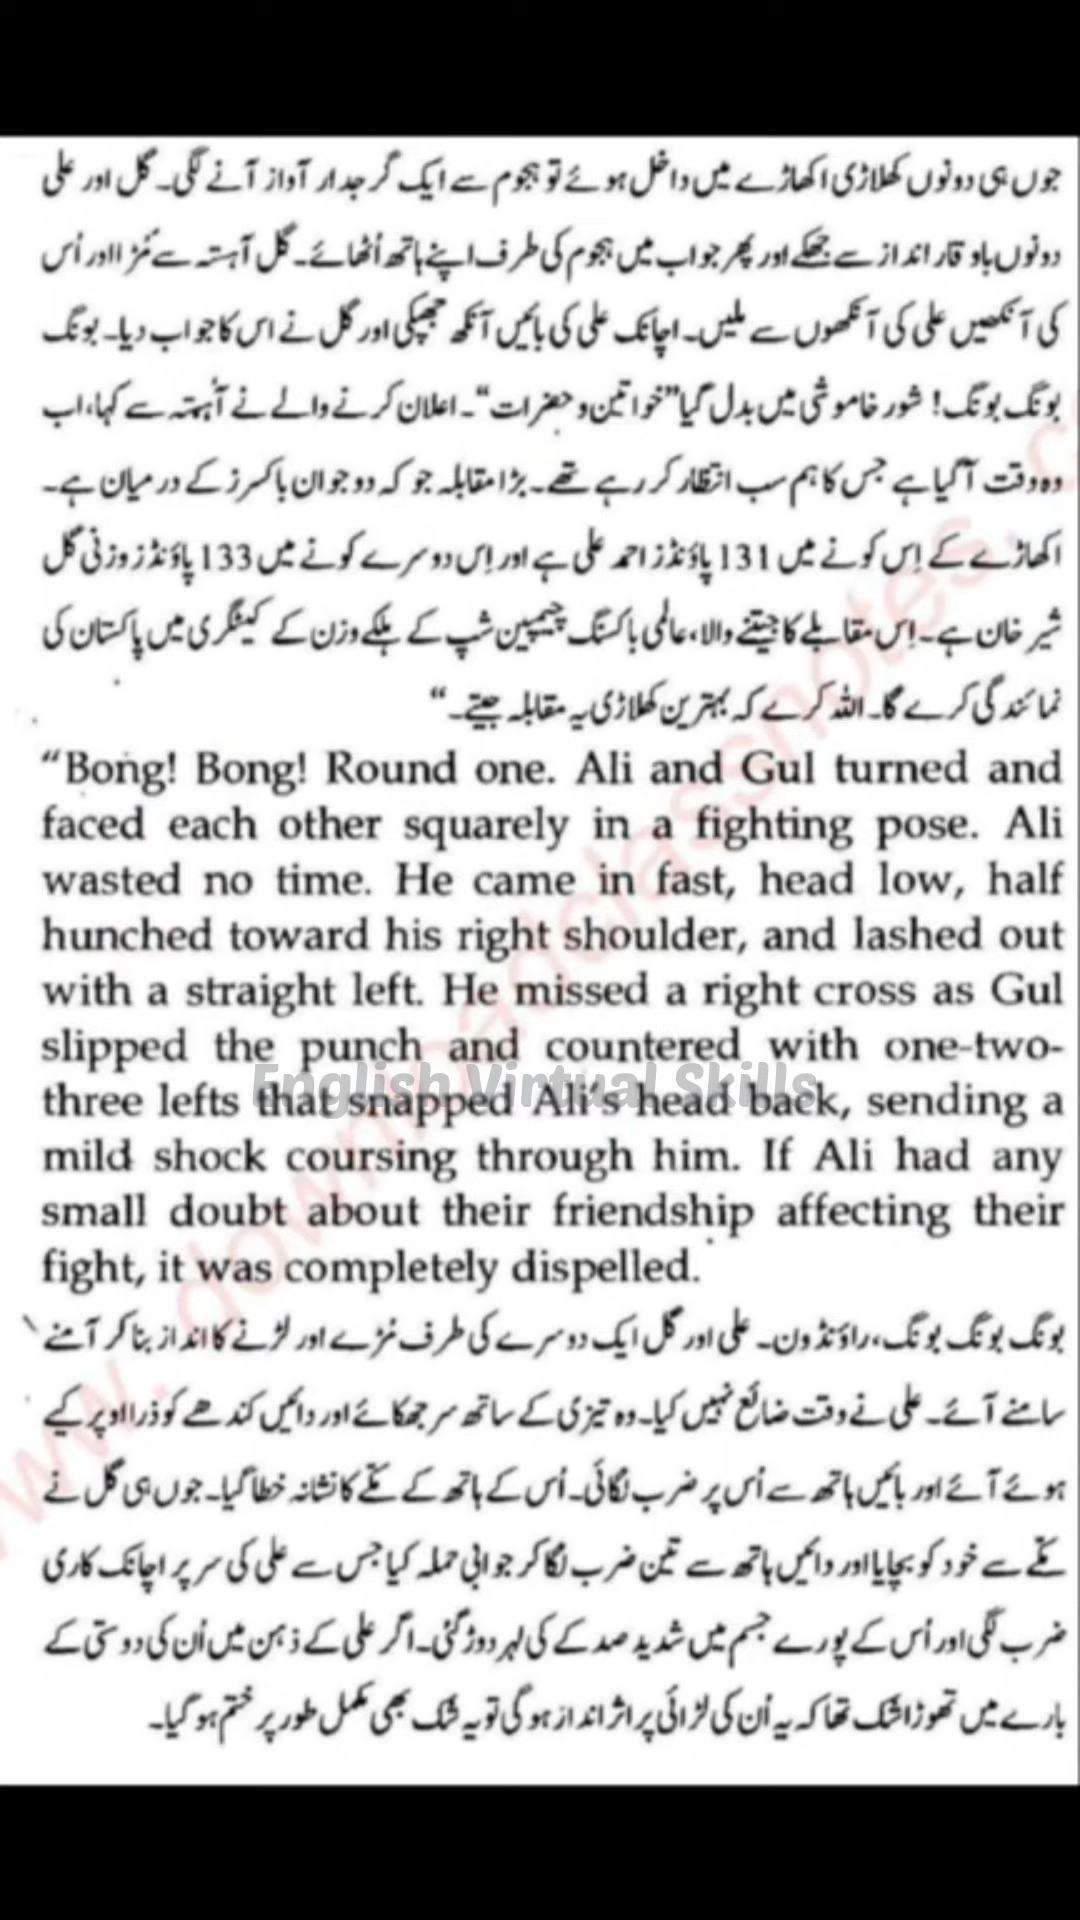 جوں ہی دونوں کھلاڑی اکھاڑے میں داخل ہوئے تو ہجوم سے ایک گرجدار آواز آنے لگی۔ گل اور علی
دونوں باوقار انداز سے جھکے اور پھر جواب میں ہجوم کی طرف اپنے ہاتھ اُٹھائے۔ گل آہستہ سے مُڑا اور اُس
کی آنکھیں علی کی آنکھوں سے ملیں۔ اچانک علی کی بائیں آنکھ جھپکی اور گل نے اس کا جواب دیا۔ بونگ
بونگ بونگ! شور خاموشی میں بدل گیا ”خواتین و حضرات“۔ اعلان کرنے والے نے آہستہ سے کہا، اب
وہ وقت آگیا ہے جس کا ہم سب انتظار کر رہے تھے۔ بڑا مقابلہ جو کہ دو جوان باکسرز کے درمیان ہے۔
اکھاڑے کے اِس کونے میں 131 پاؤنڈز احمد علی ہے اور اِس دوسرے کونے میں 133 پاؤنڈز وزنی گل
شیر خان ہے۔ اِس مقابلے کا جیتنے والا، عالمی باکسنگ چیمپین شپ کے ہلکے وزن کے کیٹگری میں پاکستان کی
نمائندگی کرے گا۔ اللہ کرے کہ بہترین کھلاڑی یہ مقابلہ جیتے۔“
“Bong! Bong! Round one. Ali and Gul turned and
faced each other squarely in a fighting pose. Ali
wasted no time. He came in fast, head low, half
hunched toward his right shoulder, and lashed out
with a straight left. He missed a right cross as Gul
slipped the punch and countered with one-two-
three lefts that snapped Ali's head back, sending a
mild shock coursing through him. If Ali had any
small doubt about their friendship affecting their
fight, it was completely dispelled.
بونگ بونگ بونگ، راؤنڈ ون۔ علی اور گل ایک دوسرے کی طرف مُڑے اور لڑنے کا انداز بنا کر آمنے
سامنے آئے۔ علی نے وقت ضائع نہیں کیا۔ وہ تیزی کے ساتھ سر جھکائے اور دائیں کندھے کو ذرا اوپر کیے
ہوئے آئے اور بائیں ہاتھ سے اُس پر ضرب لگائی۔ اُس کے ہاتھ کے مکے کا نشانہ خطا گیا۔ جوں ہی گل نے
مکے سے خود کو بچایا اور دائیں ہاتھ سے تین ضرب لگا کر جوابی حملہ کیا جس سے علی کی سر پر اچانک کاری
ضرب لگی اور اُس کے پورے جسم میں شدید صدمے کی لہر دوڑ گئی۔ اگر علی کے ذہن میں اُن کی دوستی کے
بارے میں تھوڑا شک تھا کہ یہ اُن کی لڑائی پر اثر انداز ہوگی تو یہ شک بھی مکمل طور پر ختم ہو گیا۔
English Virtual Skills
www.downloadclassnotes.c